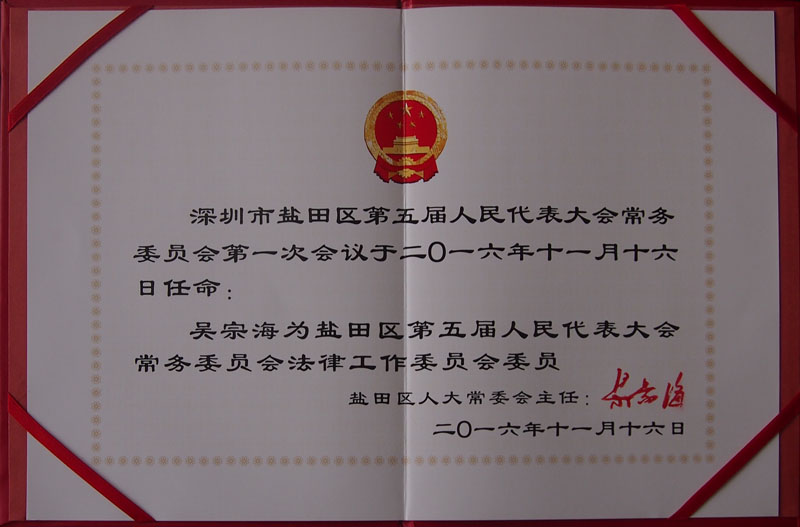 深圳市盐田区第五届人民代表大会常务
委员会第一次会议于二〇一六年十一月十六
日任命：
吴宗海为盐田区第五届人民代表大会
常务委员会法律工作委员会委员
盐田区人大常委会主任：
二〇一六年十一月十六日